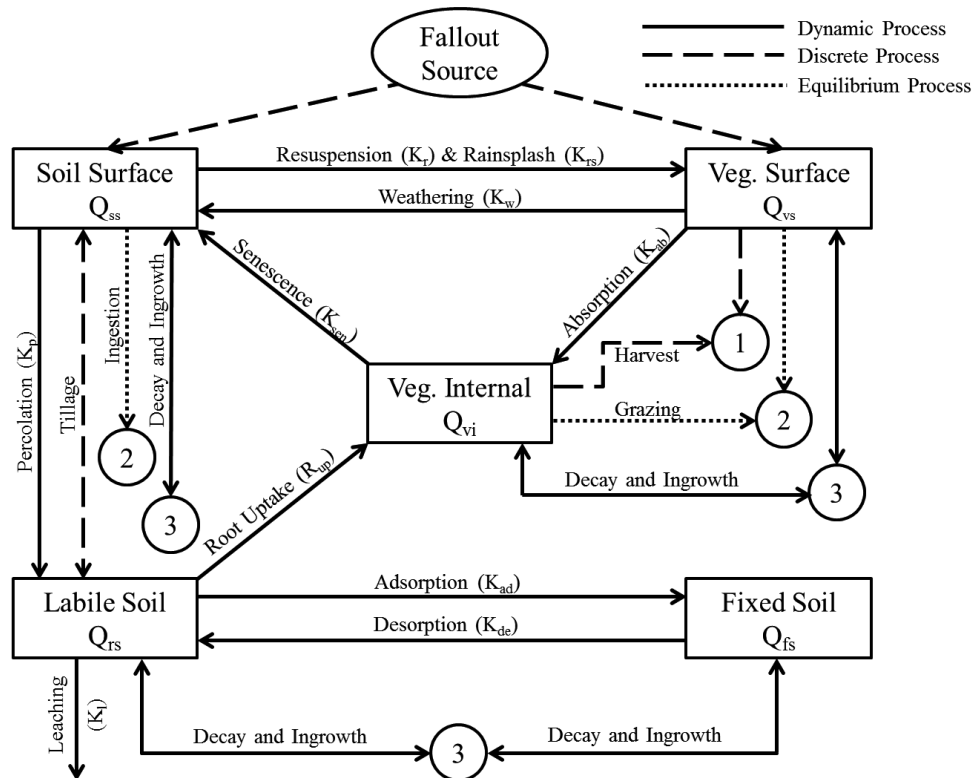 Fallout
Source
Dynamic Process
Discrete Process
Equilibrium Process
Soil Surface
Q_ss
Resuspension (K_r) & Rainsplash (K_rs)
Weathering (K_w)
Veg. Surface
Q_vs
Senescence (K_sen)
Absorption (K_ab)
Percolation (K_p)
Tillage
Ingestion
Decay and Ingrowth
Harvest
1
Veg. Internal
Q_vi
Grazing
2
2
3
Decay and Ingrowth
3
Root Uptake (R_up)
Labile Soil
Q_rs
Adsorption (K_ad)
Desorption (K_de)
Fixed Soil
Q_fs
Leaching
(K_l)
Decay and Ingrowth
3
Decay and Ingrowth